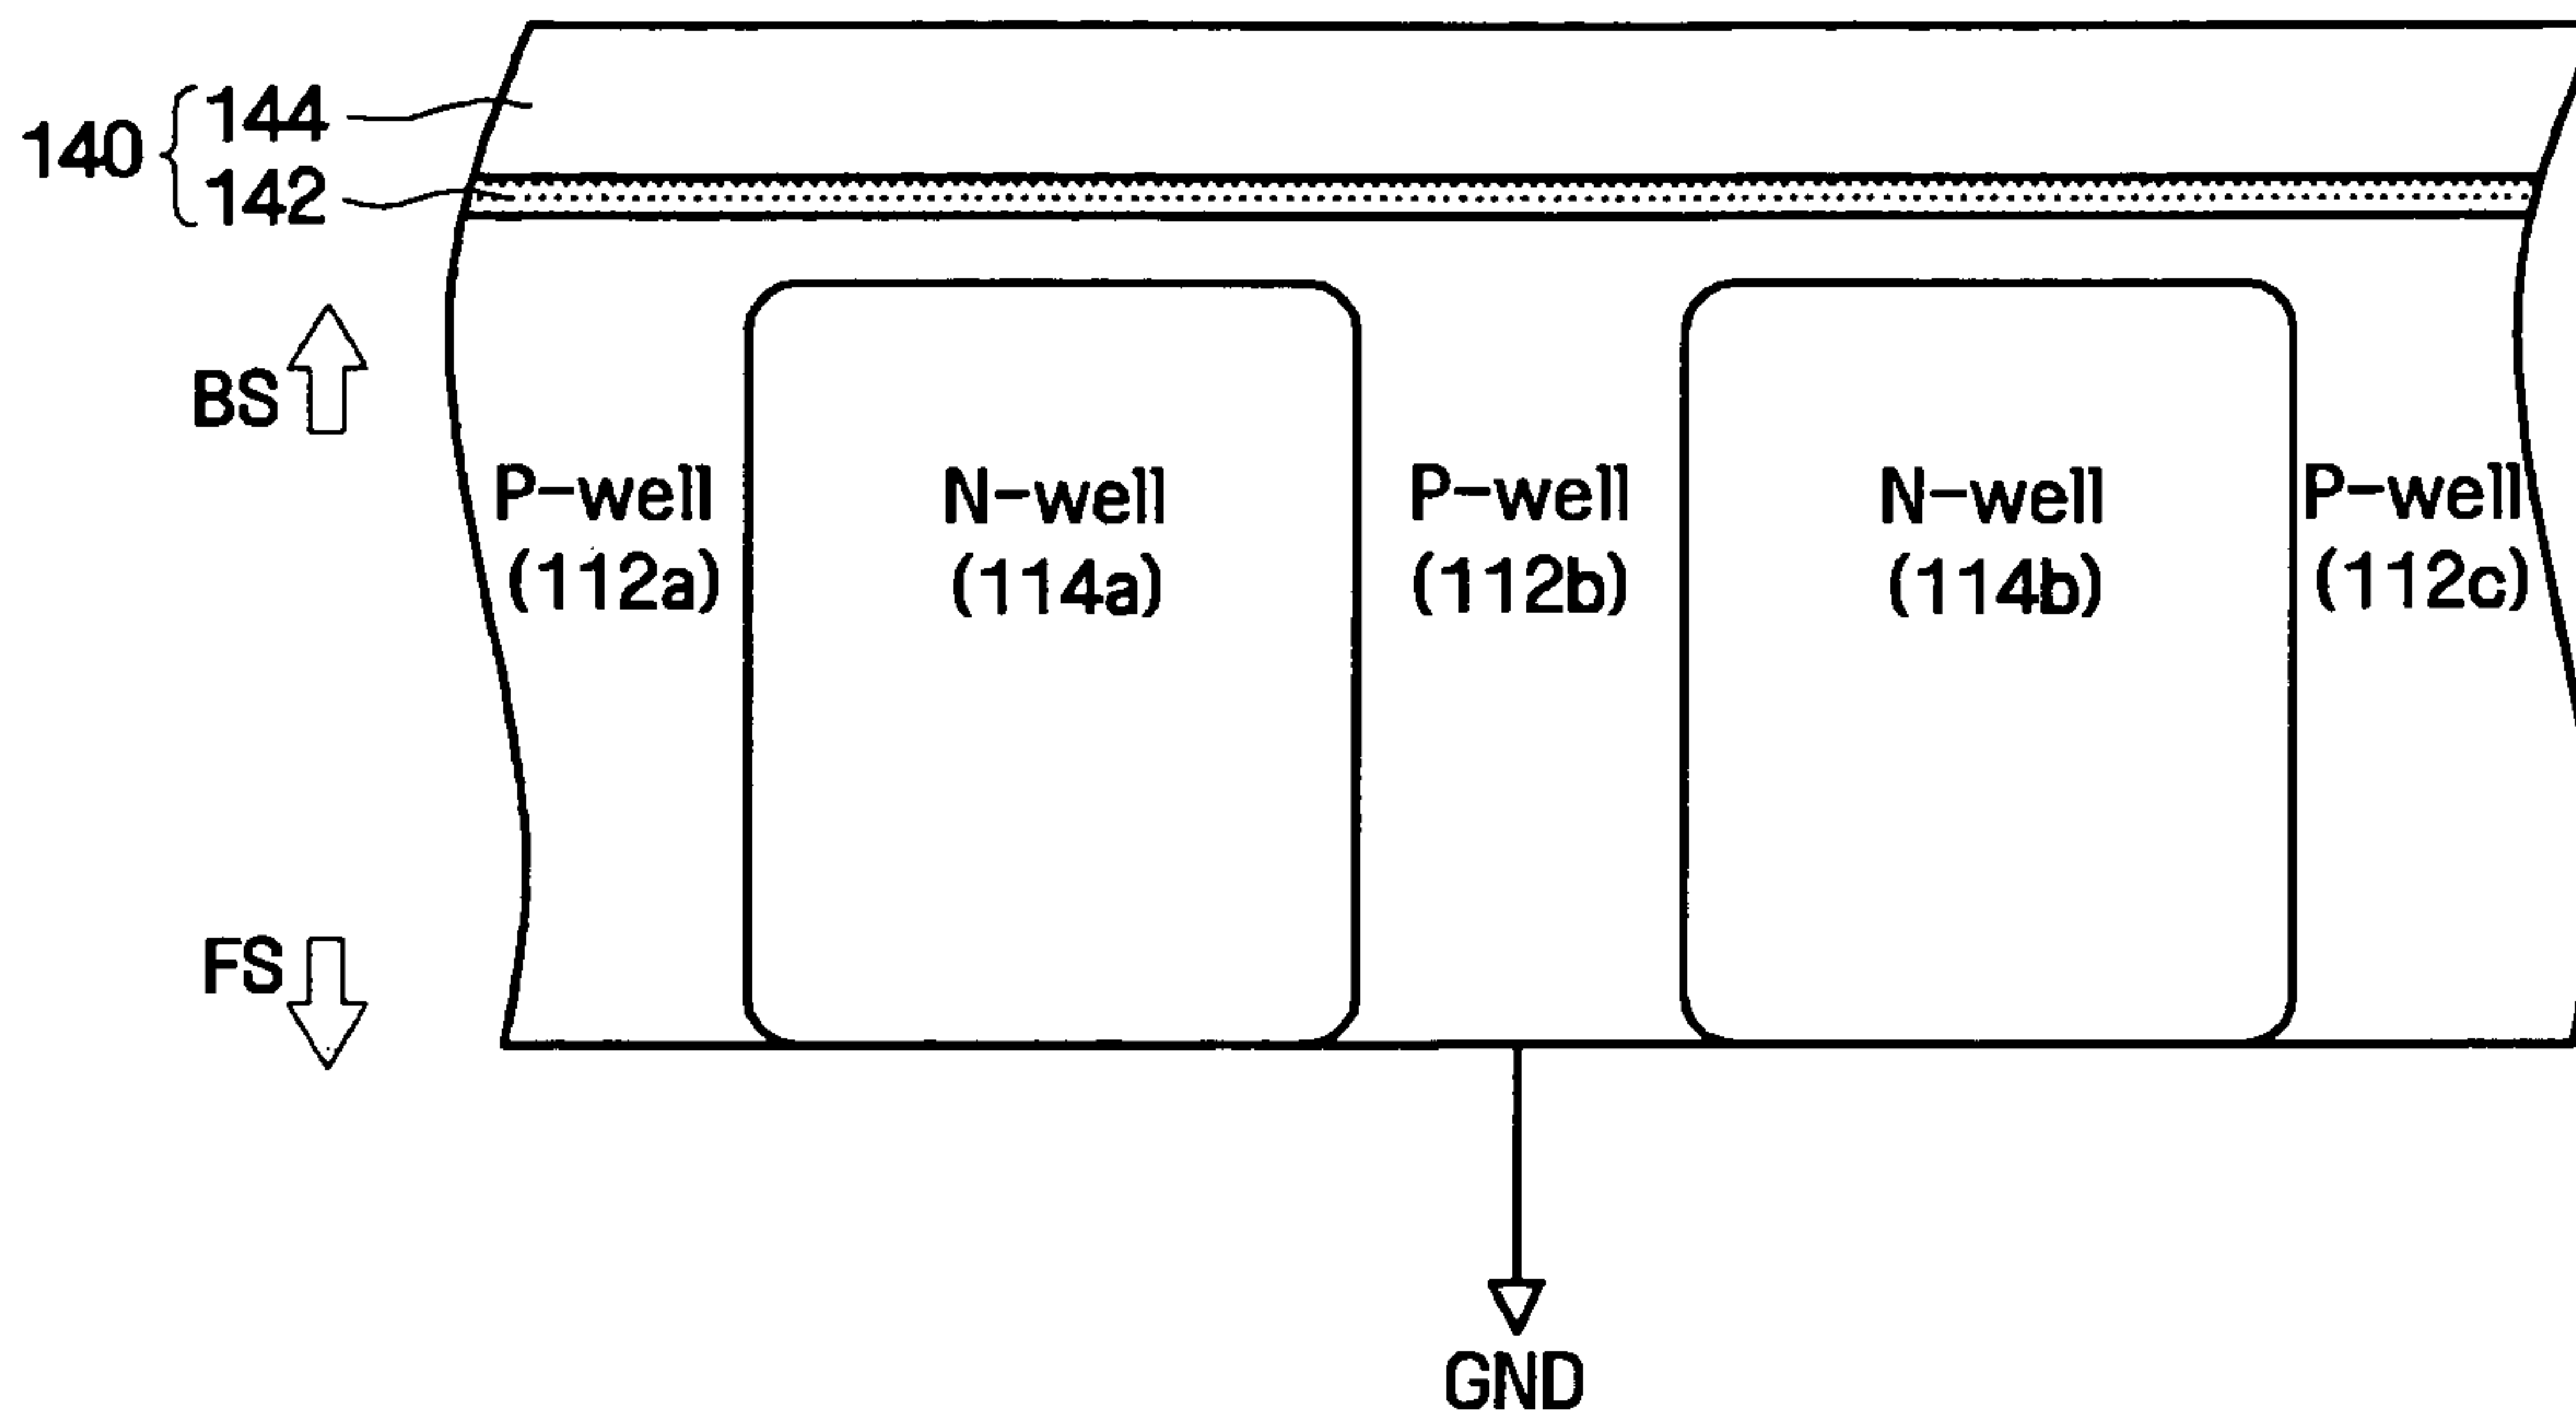 140
144
142
BS
P-well
(112a)
N-well
(114a)
P-well
(112b)
N-well
(114b)
P-well
(112c)
FS
GND